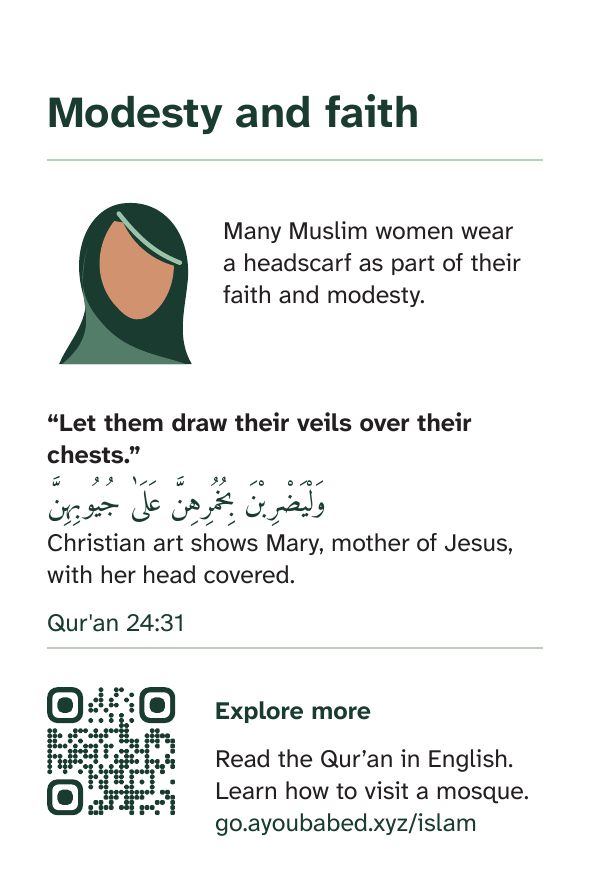 Modesty and faith
Many Muslim women wear
a headscarf as part of their
faith and modesty.
“Let them draw their veils over their
chests.”
وَلْيَضْرِبْنَ بِخُمُرِهِنَّ عَلَىٰ جُيُوبِهِنَّ
Christian art shows Mary, mother of Jesus,
with her head covered.
Qur'an 24:31
Explore more
Read the Qur’an in English.
Learn how to visit a mosque.
go.ayoubabed.xyz/islam